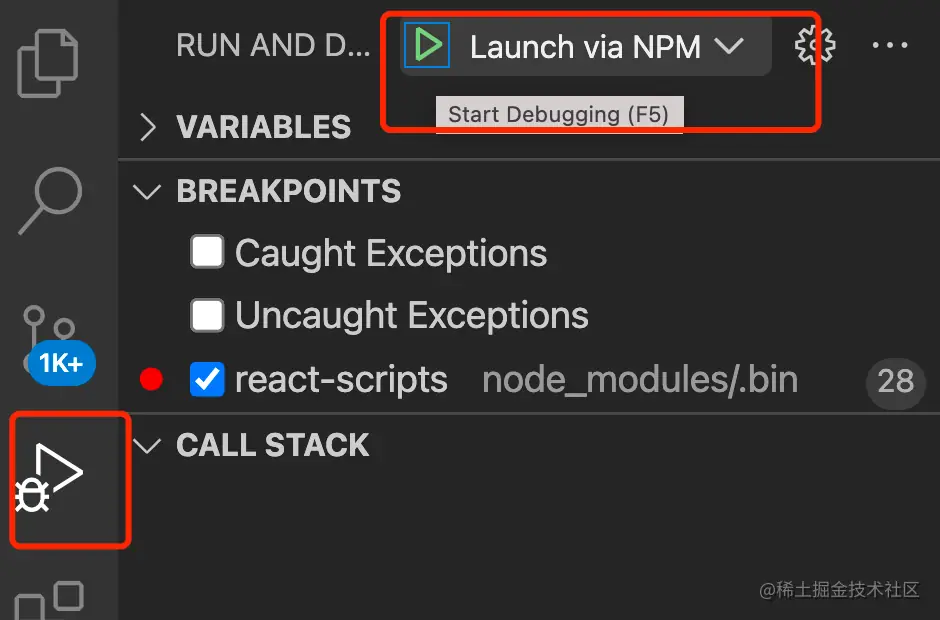 RUN AND D...
Launch via NPM
Start Debugging (F5)
VARIABLES
BREAKPOINTS
Caught Exceptions
Uncaught Exceptions
react-scripts node_modules/.bin 28
1K+
CALL STACK
@稀土掘金技术社区